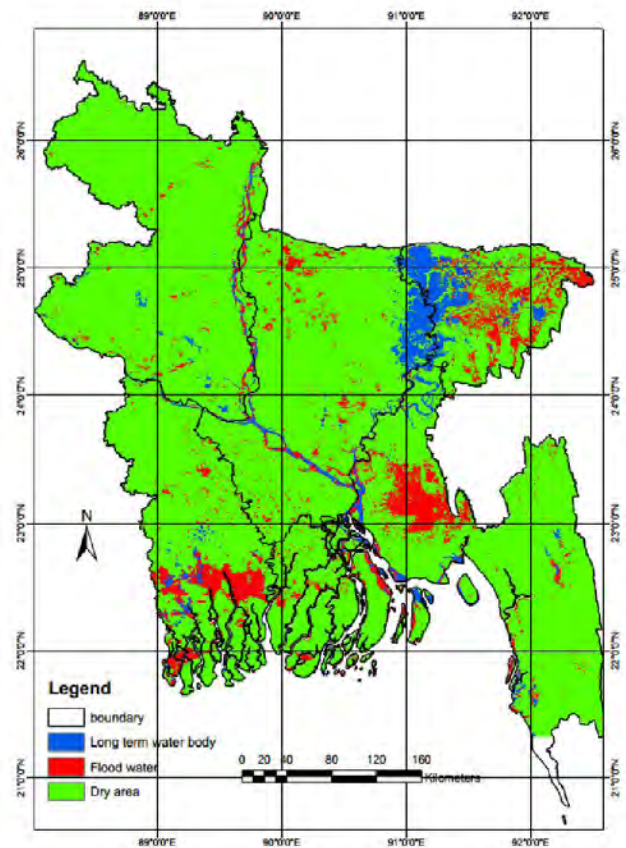 89°0'0"E 90°0'0"E 91°0'0"E 92°0'0"E
26°0'0"N 26°0'0"N
25°0'0"N 25°0'0"N
24°0'0"N 24°0'0"N
23°0'0"N 23°0'0"N
N
22°0'0"N 22°0'0"N
21°0'0"N 21°0'0"N
Legend
boundary
Long term water body
Flood water
Dry area
0 20 40 80 120 160
Kilometers
89°0'0"E 90°0'0"E 91°0'0"E 92°0'0"E